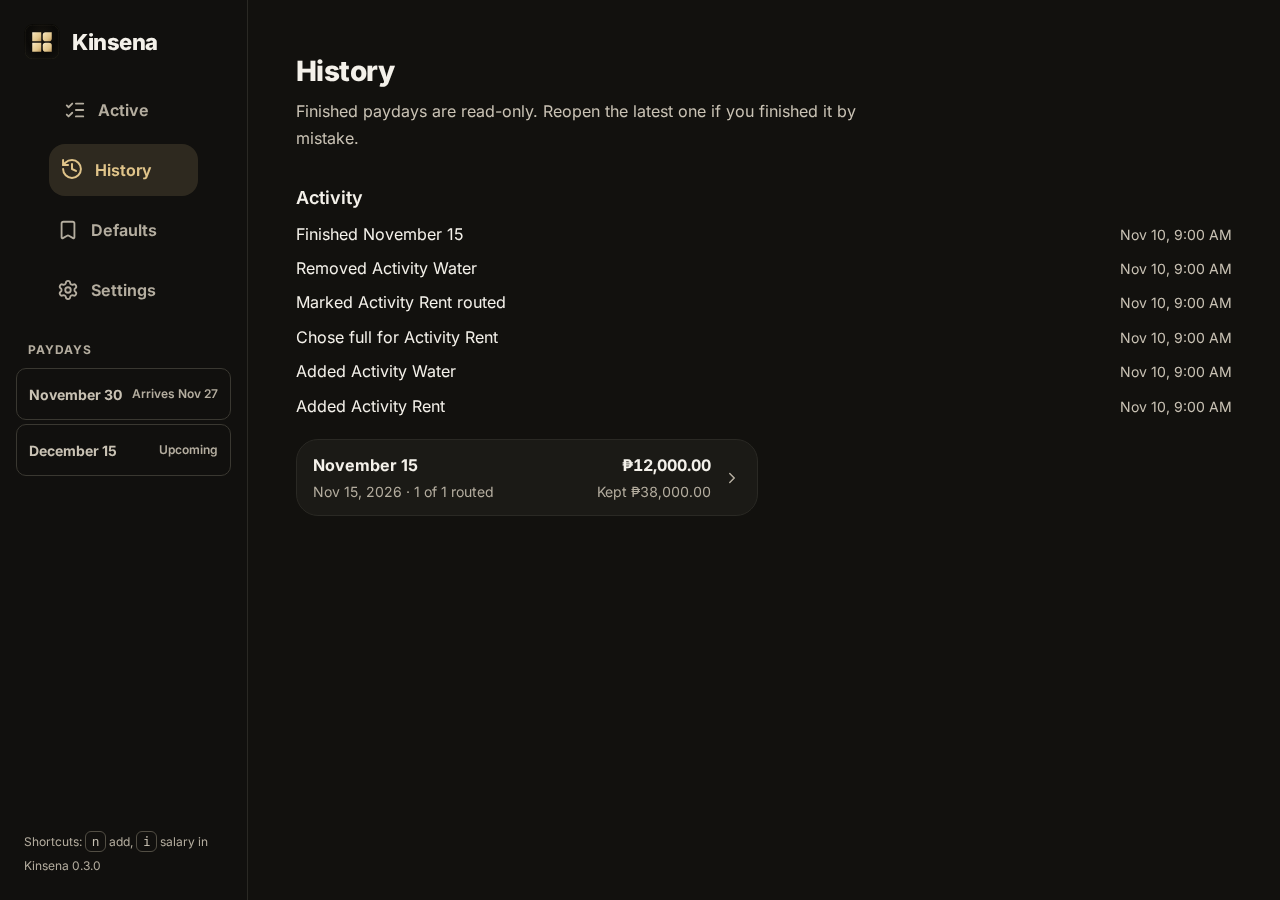 Kinsena
Active
History
Defaults
Settings
PAYDAYS
November 30 Arrives Nov 27
December 15 Upcoming
Shortcuts: n add, i salary in
Kinsena 0.3.0
History
Finished paydays are read-only. Reopen the latest one if you finished it by
mistake.
Activity
Finished November 15 Nov 10, 9:00 AM
Removed Activity Water Nov 10, 9:00 AM
Marked Activity Rent routed Nov 10, 9:00 AM
Chose full for Activity Rent Nov 10, 9:00 AM
Added Activity Water Nov 10, 9:00 AM
Added Activity Rent Nov 10, 9:00 AM
November 15 ₱12,000.00
Nov 15, 2026 · 1 of 1 routed Kept ₱38,000.00